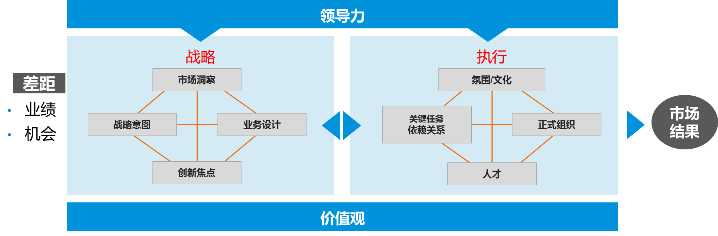 领导力
战略
执行
差距
• 业绩
• 机会
市场洞察
战略意图
业务设计
创新焦点
氛围/文化
关键任务
依赖关系
正式组织
人才
市场
结果
价值观